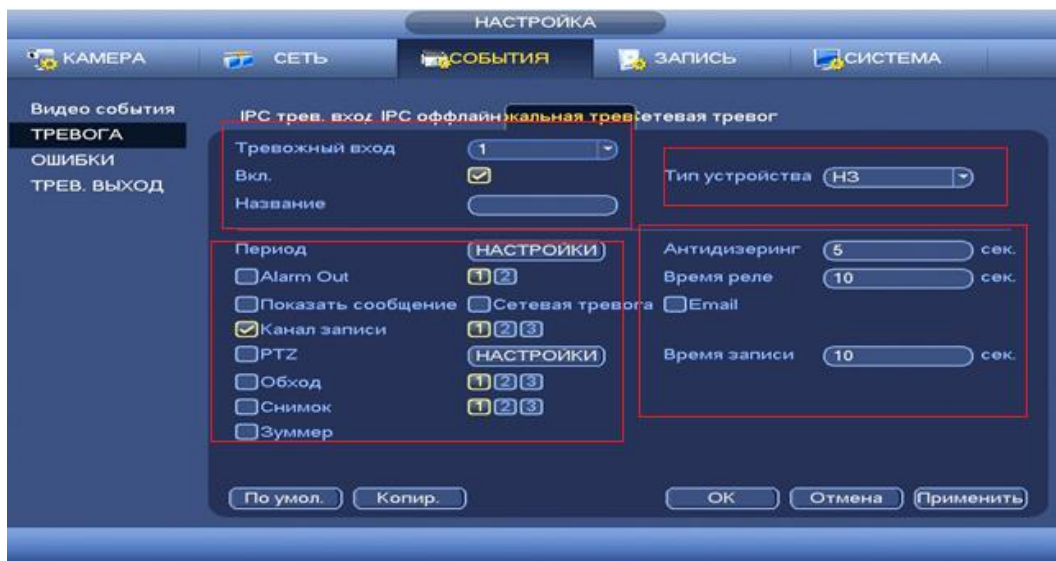 НАСТРОЙКА
КАМЕРА СЕТЬ СОБЫТИЯ ЗАПИСЬ СИСТЕМА
Видео события
ТРЕВОГА
ОШИБКИ
ТРЕВ. ВЫХОД
IPC трев. вход IPC оффлайн окальная трев Сетевая тревог
Тревожный вход 1
Вкл. Тип устройства НЗ
Название
Период НАСТРОЙКИ Антидизеринг 5 сек.
Alarm Out 1 2 Время реле 10 сек.
Показать сообщение Сетевая тревога Email
Канал записи 1 2 3
PTZ НАСТРОЙКИ Время записи 10 сек.
Обход 1 2 3
Снимок 1 2 3
Зуммер
По умол. Копир. ОК Отмена Применить